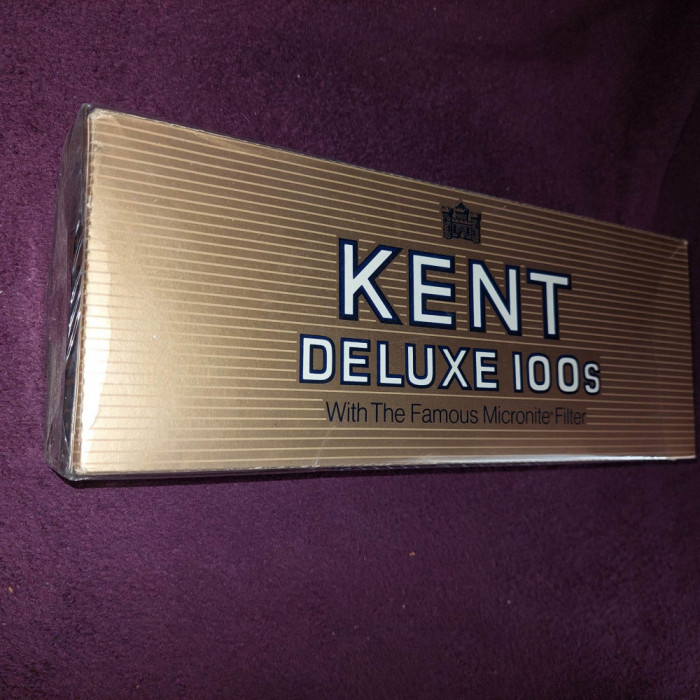 KENT
DELUXE 100s
With The Famous Micronite® Filter